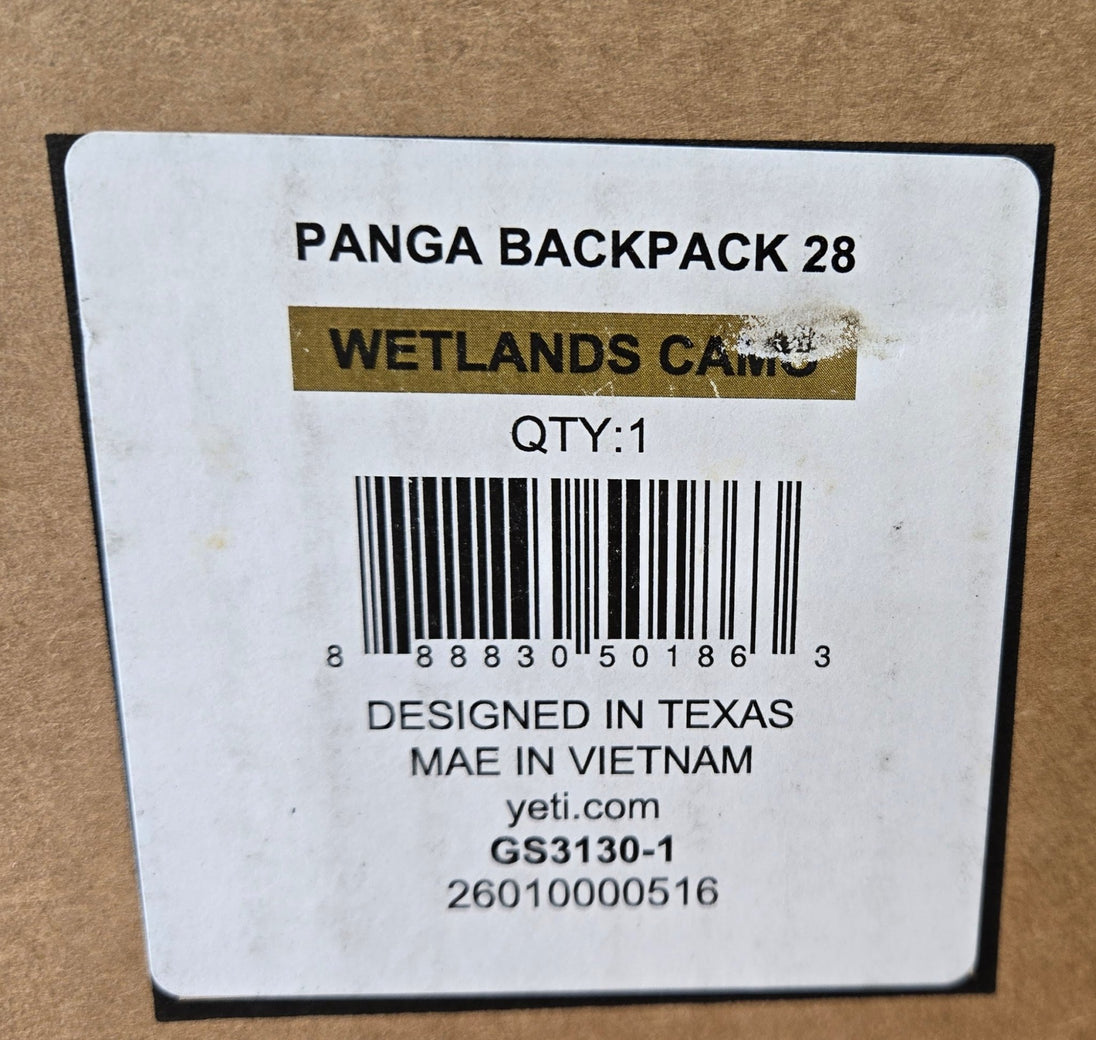 PANGA BACKPACK 28
WETLANDS CAMO
QTY:1
8 88830 50186 3
DESIGNED IN TEXAS
MAE IN VIETNAM
yeti.com
GS3130-1
26010000516